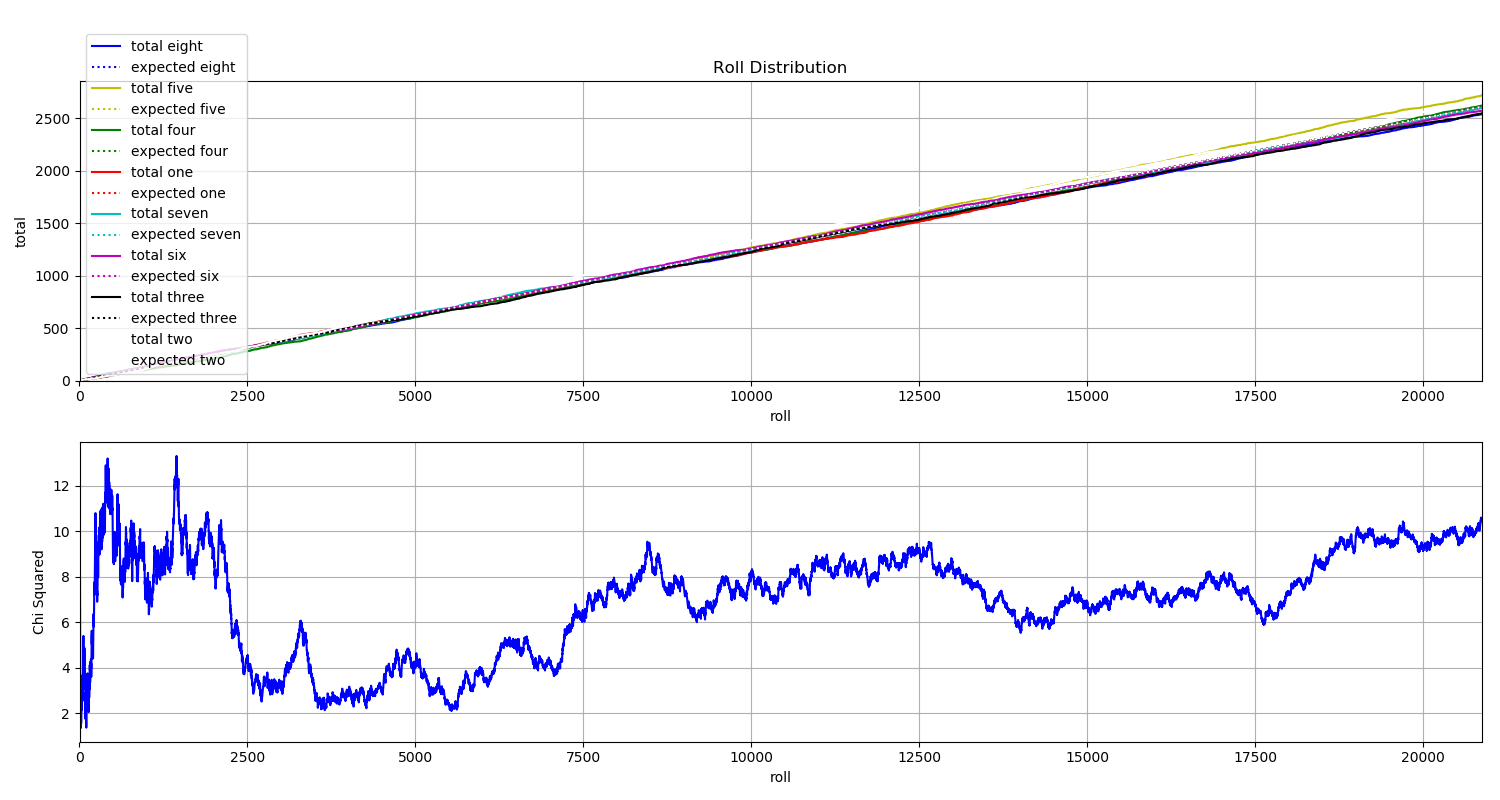 total eight
expected eight
total five
expected five
total four
expected four
total one
expected one
total seven
expected seven
total six
expected six
total three
expected three
total two
expected two
Roll Distribution
total
2500
2000
1500
1000
500
0
0 2500 5000 7500 10000 12500 15000 17500 20000
roll
Chi Squared
12
10
8
6
4
2
0 2500 5000 7500 10000 12500 15000 17500 20000
roll